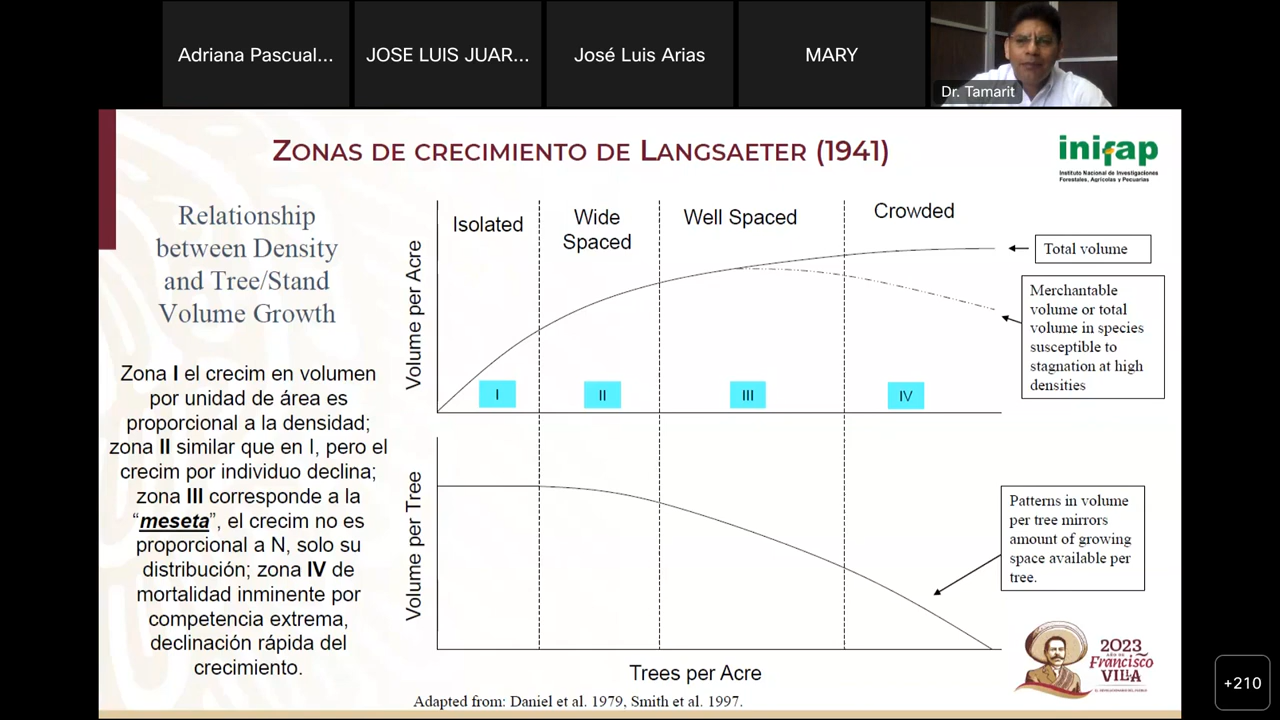 Adriana Pascual...
JOSE LUIS JUAR...
José Luis Arias
MARY
Dr. Tamarit
ZONAS DE CRECIMIENTO DE LANGSAETER (1941)
inifap
Instituto Nacional de Investigaciones
Forestales, Agrícolas y Pecuarias
Relationship
between Density
and Tree/Stand
Volume Growth
Zona I el crecim en volumen
por unidad de área es
proporcional a la densidad;
zona II similar que en I, pero el
crecim por individuo declina;
zona III corresponde a la
“meseta”, el crecim no es
proporcional a N, solo su
distribución; zona IV de
mortalidad inminente por
competencia extrema,
declinación rápida del
crecimiento.
Volume per Acre
Isolated
Wide
Spaced
Well Spaced
Crowded
I
II
III
IV
Total volume
Merchantable
volume or total
volume in species
susceptible to
stagnation at high
densities
Volume per Tree
Patterns in volume
per tree mirrors
amount of growing
space available per
tree.
Trees per Acre
Adapted from: Daniel et al. 1979, Smith et al. 1997.
2023
AÑO DE
Francisco
VILLA
EL REVOLUCIONARIO DEL PUEBLO
+210